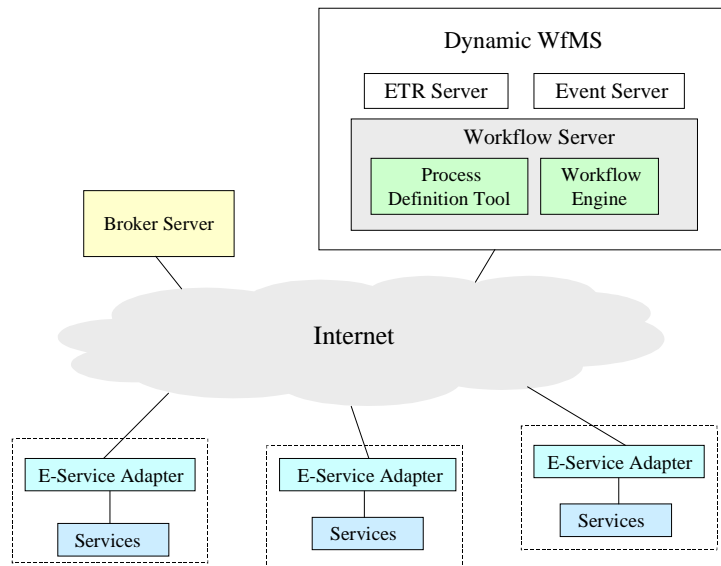 Dynamic WfMS
ETR Server
Event Server
Workflow Server
Process
Definition Tool
Workflow
Engine
Broker Server
Internet
E-Service Adapter
Services
E-Service Adapter
Services
E-Service Adapter
Services